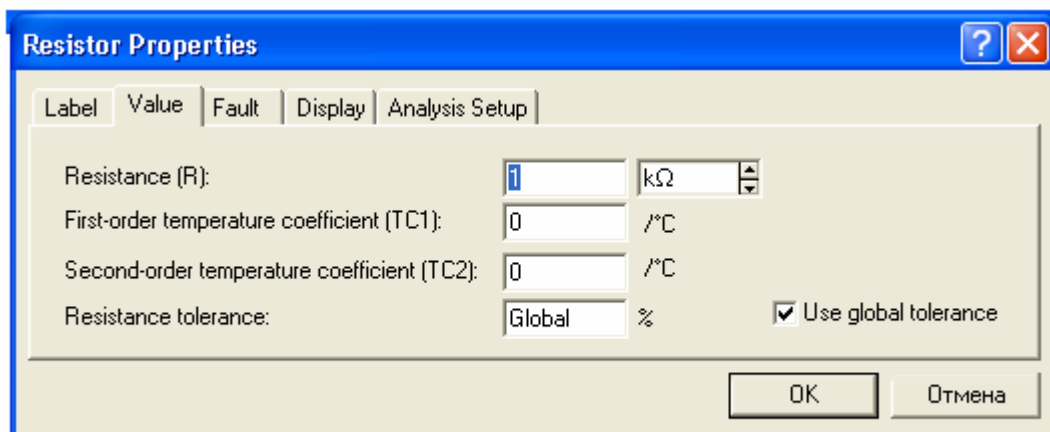 Resistor Properties
Label Value Fault Display Analysis Setup
Resistance (R): 1 kΩ
First-order temperature coefficient (TC1): 0 /°C
Second-order temperature coefficient (TC2): 0 /°C
Resistance tolerance: Global % Use global tolerance
OK Отмена